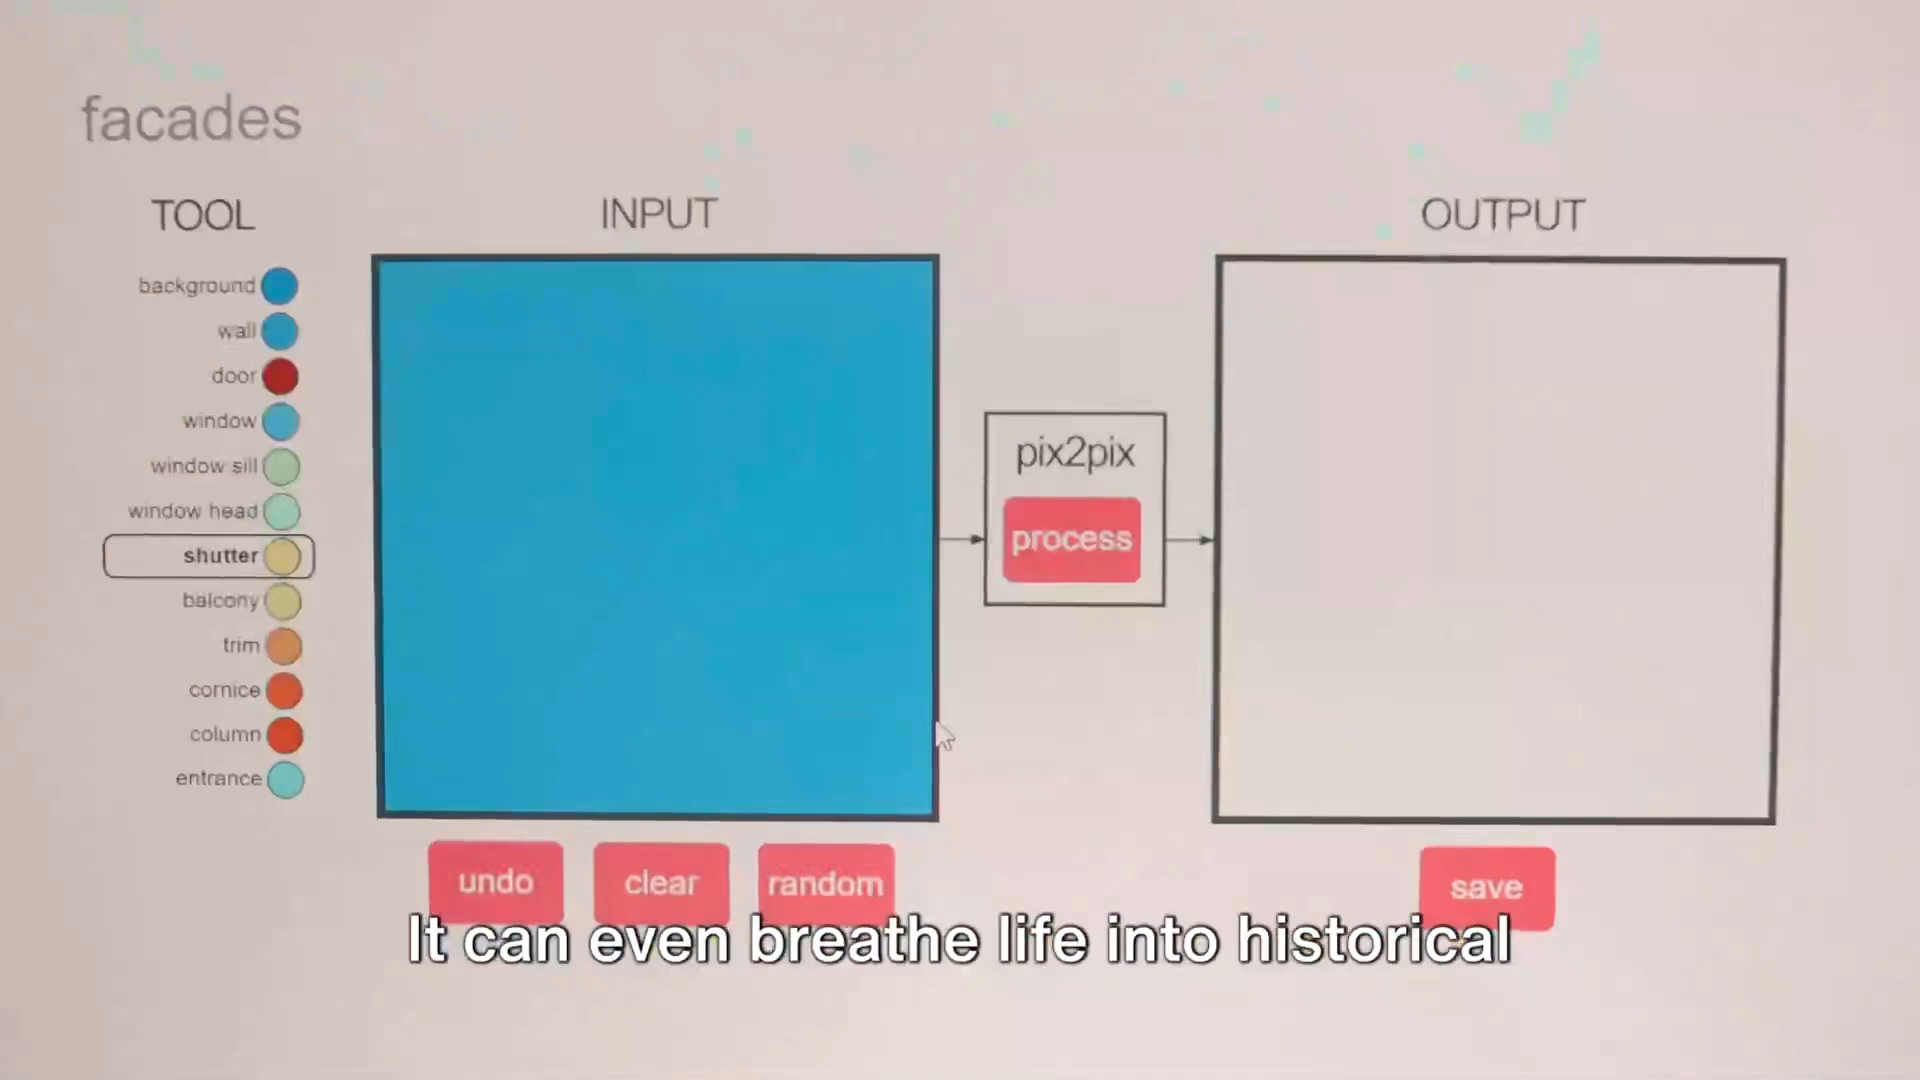 facades
TOOL
INPUT
OUTPUT
background
wall
door
window
window sill
window head
shutter
balcony
trim
cornice
column
entrance
pix2pix
process
undo
clear
random
save
It can even breathe life into historical